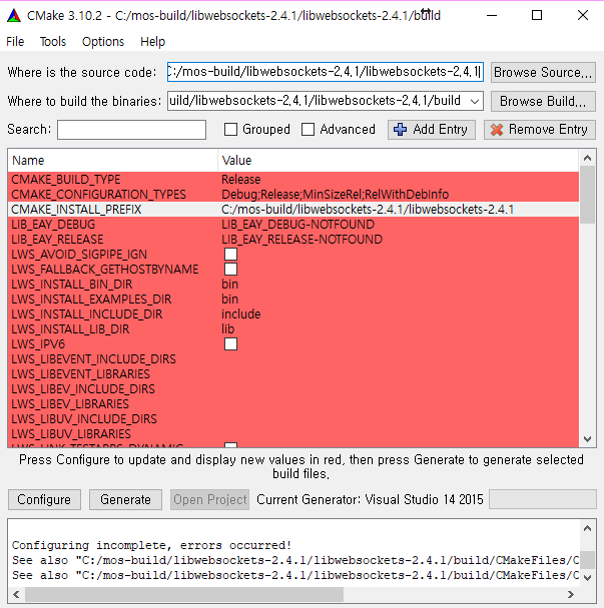 CMake 3.10.2 - C:/mos-build/libwebsockets-2.4.1/libwebsockets-2.4.1/build
File Tools Options Help
Where is the source code: C:/mos-build/libwebsockets-2.4.1/libwebsockets-2.4.1 Browse Source...
Where to build the binaries: uild/libwebsockets-2.4.1/libwebsockets-2.4.1/build Browse Build...
Search: Grouped Advanced Add Entry Remove Entry
Name Value
CMAKE_BUILD_TYPE Release
CMAKE_CONFIGURATION_TYPES Debug;Release;MinSizeRel;RelWithDebInfo
CMAKE_INSTALL_PREFIX C:/mos-build/libwebsockets-2.4.1/libwebsockets-2.4.1
LIB_EAY_DEBUG LIB_EAY_DEBUG-NOTFOUND
LIB_EAY_RELEASE LIB_EAY_RELEASE-NOTFOUND
LWS_AVOID_SIGPIPE_IGN
LWS_FALLBACK_GETHOSTBYNAME
LWS_INSTALL_BIN_DIR bin
LWS_INSTALL_EXAMPLES_DIR bin
LWS_INSTALL_INCLUDE_DIR include
LWS_INSTALL_LIB_DIR lib
LWS_IPV6
LWS_LIBEVENT_INCLUDE_DIRS
LWS_LIBEVENT_LIBRARIES
LWS_LIBEV_INCLUDE_DIRS
LWS_LIBEV_LIBRARIES
LWS_LIBUV_INCLUDE_DIRS
LWS_LIBUV_LIBRARIES
LWS_LINK_TESTAPPS_DYNAMIC
Press Configure to update and display new values in red, then press Generate to generate selected
build files.
Configure Generate Open Project Current Generator: Visual Studio 14 2015
Configuring incomplete, errors occurred!
See also "C:/mos-build/libwebsockets-2.4.1/libwebsockets-2.4.1/build/CMakeFiles/C
See also "C:/mos-build/libwebsockets-2.4.1/libwebsockets-2.4.1/build/CMakeFiles/C